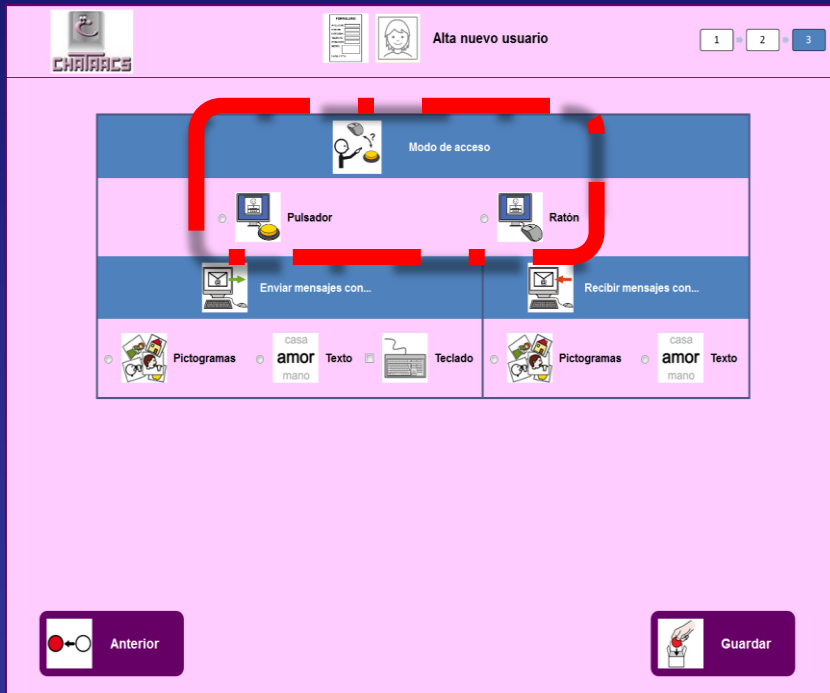 CHATAACS
Alta nuevo usuario
1 2 3
Modo de acceso
?
Pulsador
Ratón
Enviar mensajes con...
Recibir mensajes con...
Pictogramas
casa
amor
mano
Texto
Teclado
Pictogramas
casa
amor
mano
Texto
Anterior
Guardar